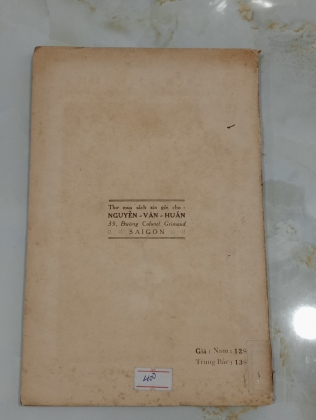 Thơ mua sách xin gởi cho :
NGUYỄN - VĂN - HUẤN
35, Đường Colonel Grimaud
SAIGON
Giá : Nam : 12$
Trung Bắc : 13$